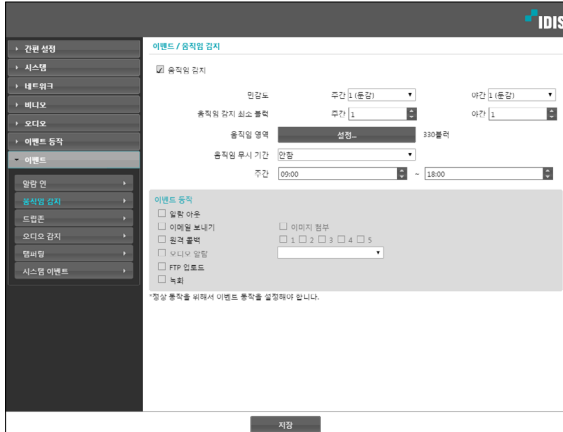 IDIS
간편 설정
시스템
네트워크
비디오
오디오
이벤트 동작
이벤트
알람 인
움직임 감지
드립존
오디오 감지
탬퍼링
시스템 이벤트
이벤트 / 움직임 감지
움직임 감지
민감도 주간 1 (둔감) 야간 1 (둔감)
움직임 감지 최소 블럭 주간 1 야간 1
움직임 영역 설정... 330블럭
움직임 무시 기간 안함
주간 09:00 ~ 18:00
이벤트 동작
알람 아웃
이메일 보내기 이미지 첨부
원격 콜백 1 2 3 4 5
오디오 알람
FTP 업로드
녹화
*정상 동작을 위해서 이벤트 동작을 설정해야 합니다.
저장